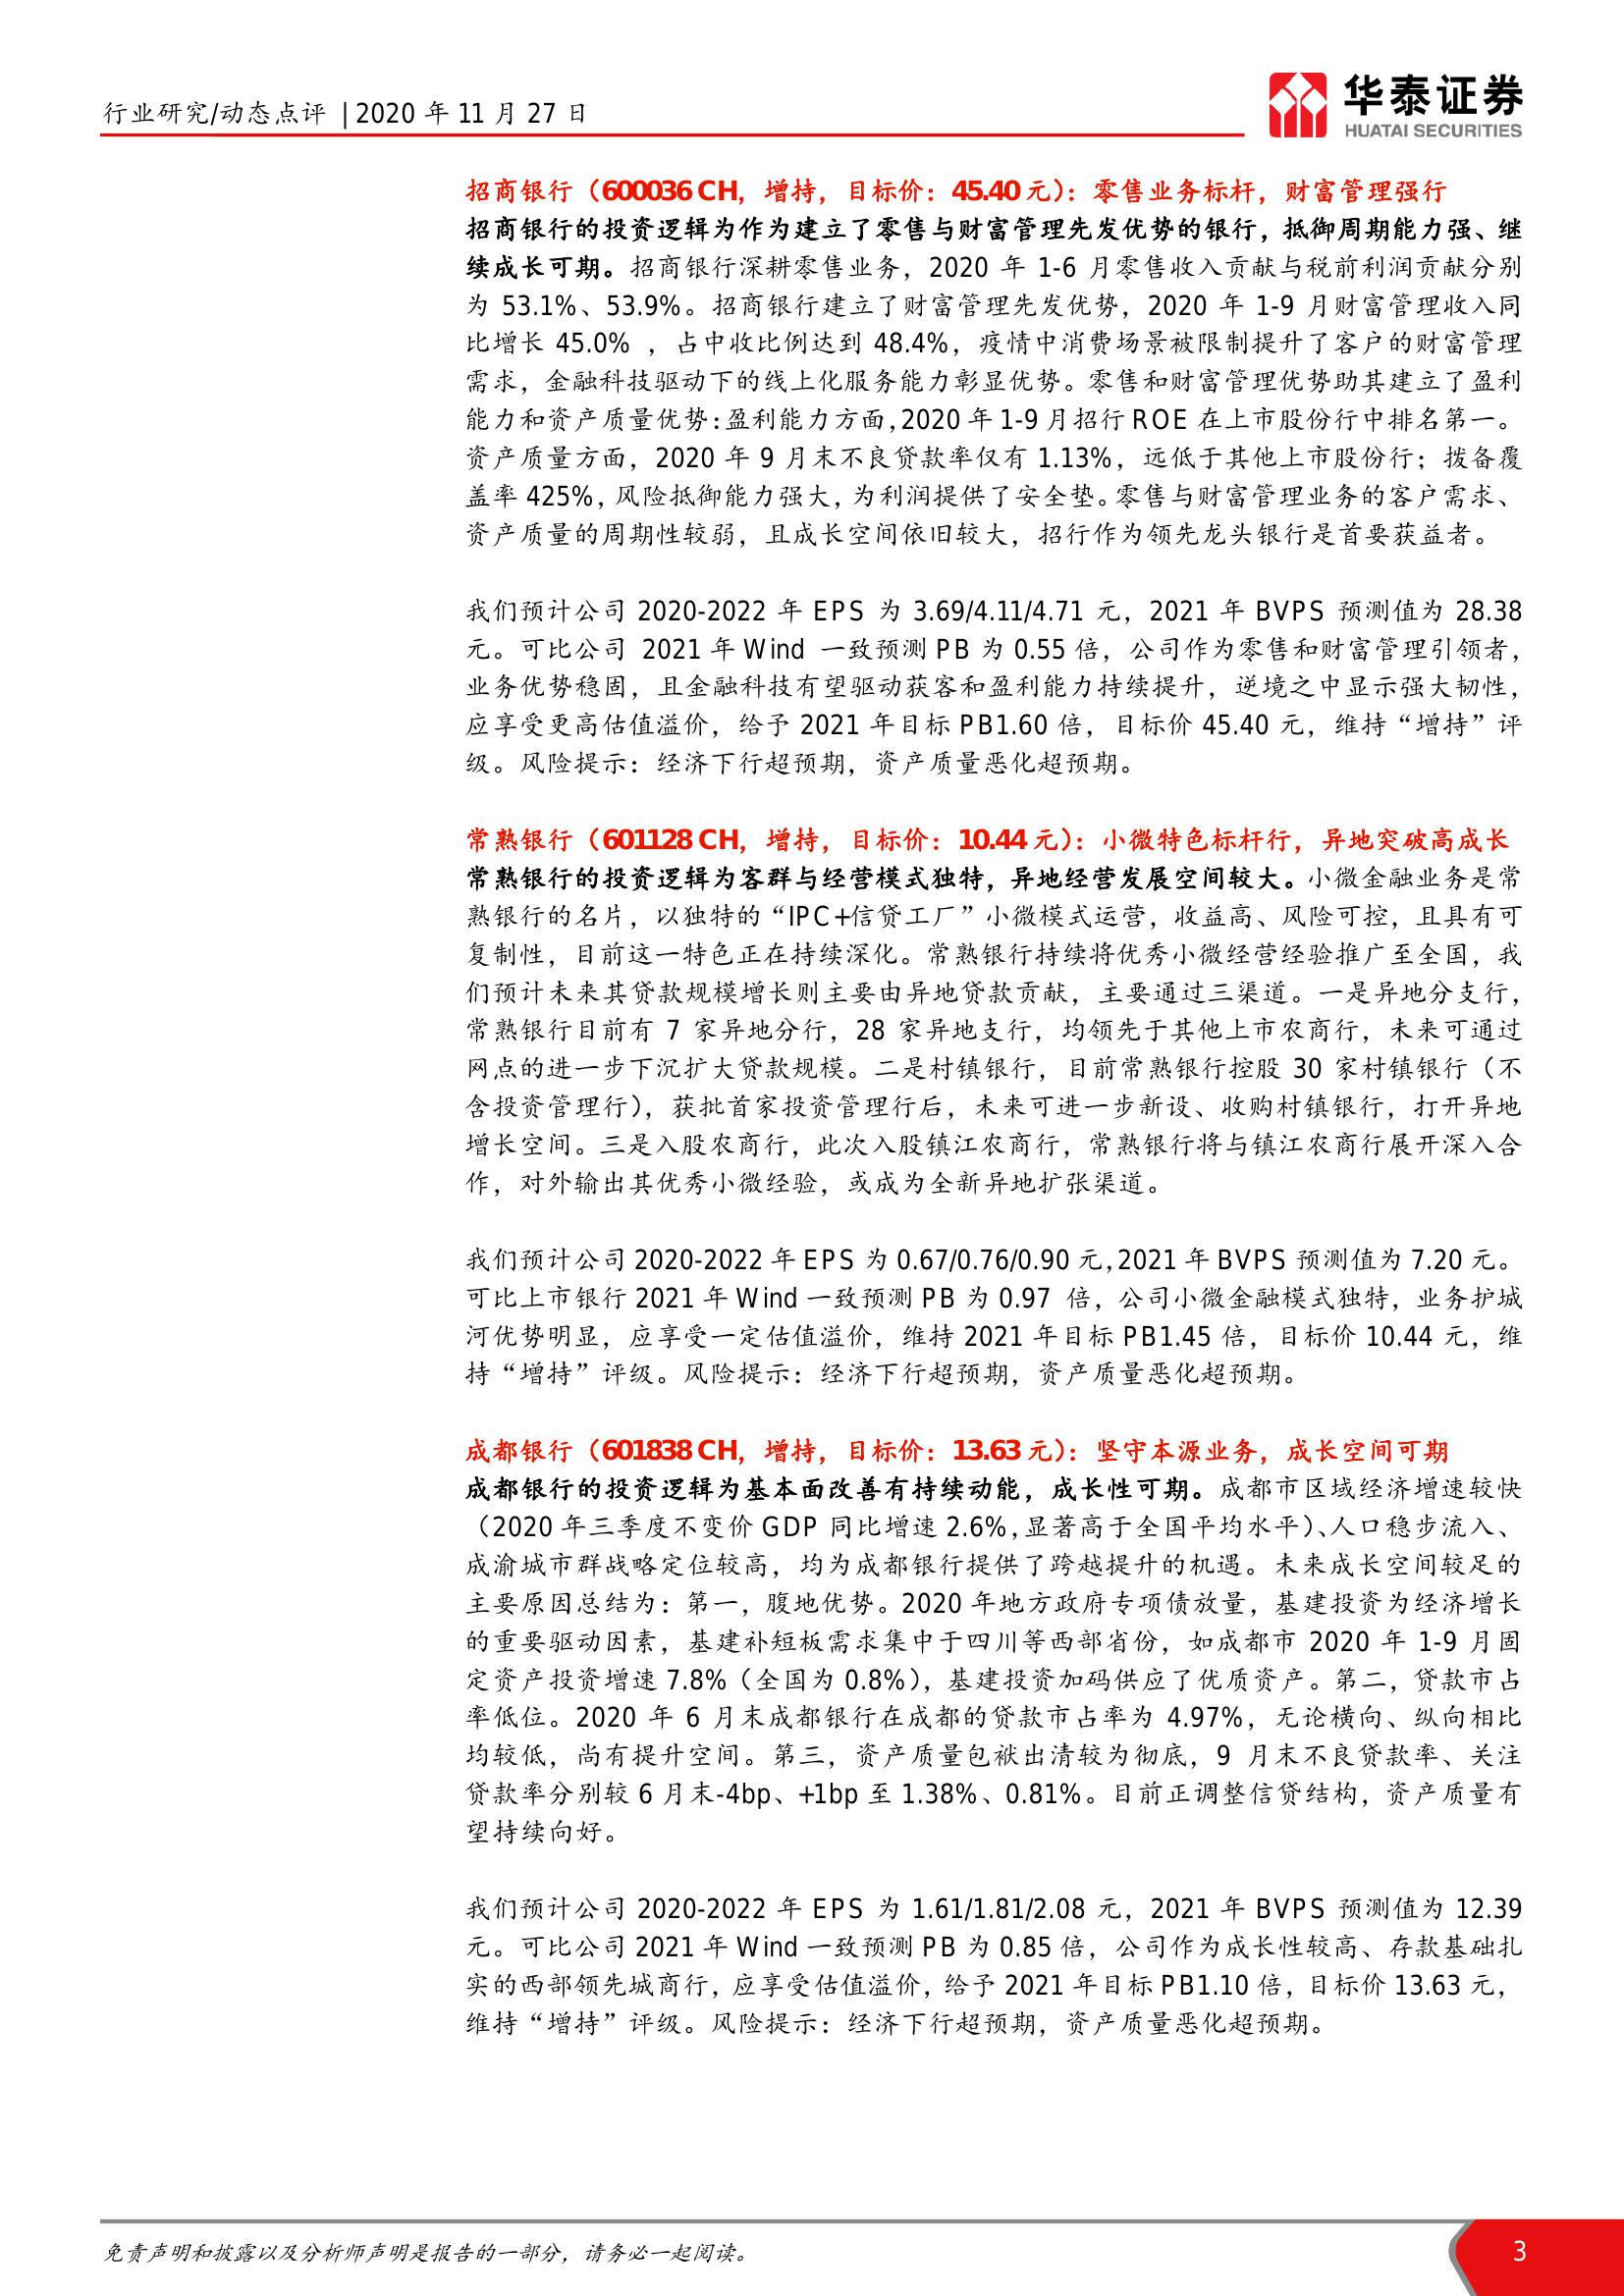 行业研究/动态点评 | 2020 年 11 月 27 日
华泰证券
HUATAI SECURITIES
招商银行（600036 CH，增持，目标价：45.40 元）：零售业务标杆，财富管理强行
招商银行的投资逻辑为作为建立了零售与财富管理先发优势的银行，抵御周期能力强、继
续成长可期。招商银行深耕零售业务，2020 年 1-6 月零售收入贡献与税前利润贡献分别
为 53.1%、53.9%。招商银行建立了财富管理先发优势，2020 年 1-9 月财富管理收入同
比增长 45.0% ，占中收比例达到 48.4%，疫情中消费场景被限制提升了客户的财富管理
需求，金融科技驱动下的线上化服务能力彰显优势。零售和财富管理优势助其建立了盈利
能力和资产质量优势：盈利能力方面，2020 年 1-9 月招行 ROE 在上市股份行中排名第一。
资产质量方面，2020 年 9 月末不良贷款率仅有 1.13%，远低于其他上市股份行；拨备覆
盖率 425%，风险抵御能力强大，为利润提供了安全垫。零售与财富管理业务的客户需求、
资产质量的周期性较弱，且成长空间依旧较大，招行作为领先龙头银行是首要获益者。
我们预计公司 2020-2022 年 EPS 为 3.69/4.11/4.71 元，2021 年 BVPS 预测值为 28.38
元。可比公司 2021 年 Wind 一致预测 PB 为 0.55 倍，公司作为零售和财富管理引领者，
业务优势稳固，且金融科技有望驱动获客和盈利能力持续提升，逆境之中显示强大韧性，
应享受更高估值溢价，给予 2021 年目标 PB1.60 倍，目标价 45.40 元，维持“增持”评
级。风险提示：经济下行超预期，资产质量恶化超预期。
常熟银行（601128 CH，增持，目标价：10.44 元）：小微特色标杆行，异地突破高成长
常熟银行的投资逻辑为客群与经营模式独特，异地经营发展空间较大。小微金融业务是常
熟银行的名片，以独特的“IPC+信贷工厂”小微模式运营，收益高、风险可控，且具有可
复制性，目前这一特色正在持续深化。常熟银行持续将优秀小微经营经验推广至全国，我
们预计未来其贷款规模增长则主要由异地贷款贡献，主要通过三渠道。一是异地分支行，
常熟银行目前有 7 家异地分行，28 家异地支行，均领先于其他上市农商行，未来可通过
网点的进一步下沉扩大贷款规模。二是村镇银行，目前常熟银行控股 30 家村镇银行（不
含投资管理行），获批首家投资管理行后，未来可进一步新设、收购村镇银行，打开异地
增长空间。三是入股农商行，此次入股镇江农商行，常熟银行将与镇江农商行展开深入合
作，对外输出其优秀小微经验，或成为全新异地扩张渠道。
我们预计公司 2020-2022 年 EPS 为 0.67/0.76/0.90 元，2021 年 BVPS 预测值为 7.20 元。
可比上市银行 2021 年 Wind 一致预测 PB 为 0.97 倍，公司小微金融模式独特，业务护城
河优势明显，应享受一定估值溢价，维持 2021 年目标 PB1.45 倍，目标价 10.44 元，维
持“增持”评级。风险提示：经济下行超预期，资产质量恶化超预期。
成都银行（601838 CH，增持，目标价：13.63 元）：坚守本源业务，成长空间可期
成都银行的投资逻辑为基本面改善有持续动能，成长性可期。成都市区域经济增速较快
（2020 年三季度不变价 GDP 同比增速 2.6%，显著高于全国平均水平）、人口稳步流入、
成渝城市群战略定位较高，均为成都银行提供了跨越提升的机遇。未来成长空间较足的
主要原因总结为：第一，腹地优势。2020 年地方政府专项债放量，基建投资为经济增长
的重要驱动因素，基建补短板需求集中于四川等西部省份，如成都市 2020 年 1-9 月固
定资产投资增速 7.8%（全国为 0.8%），基建投资加码供应了优质资产。第二，贷款市占
率低位。2020 年 6 月末成都银行在成都的贷款市占率为 4.97%，无论横向、纵向相比
均较低，尚有提升空间。第三，资产质量包袱出清较为彻底，9 月末不良贷款率、关注
贷款率分别较 6 月末-4bp、+1bp 至 1.38%、0.81%。目前正调整信贷结构，资产质量有
望持续向好。
我们预计公司 2020-2022 年 EPS 为 1.61/1.81/2.08 元，2021 年 BVPS 预测值为 12.39
元。可比公司 2021 年 Wind 一致预测 PB 为 0.85 倍，公司作为成长性较高、存款基础扎
实的西部领先城商行，应享受估值溢价，给予 2021 年目标 PB1.10 倍，目标价 13.63 元，
维持“增持”评级。风险提示：经济下行超预期，资产质量恶化超预期。
免责声明和披露以及分析师声明是报告的一部分，请务必一起阅读。
3